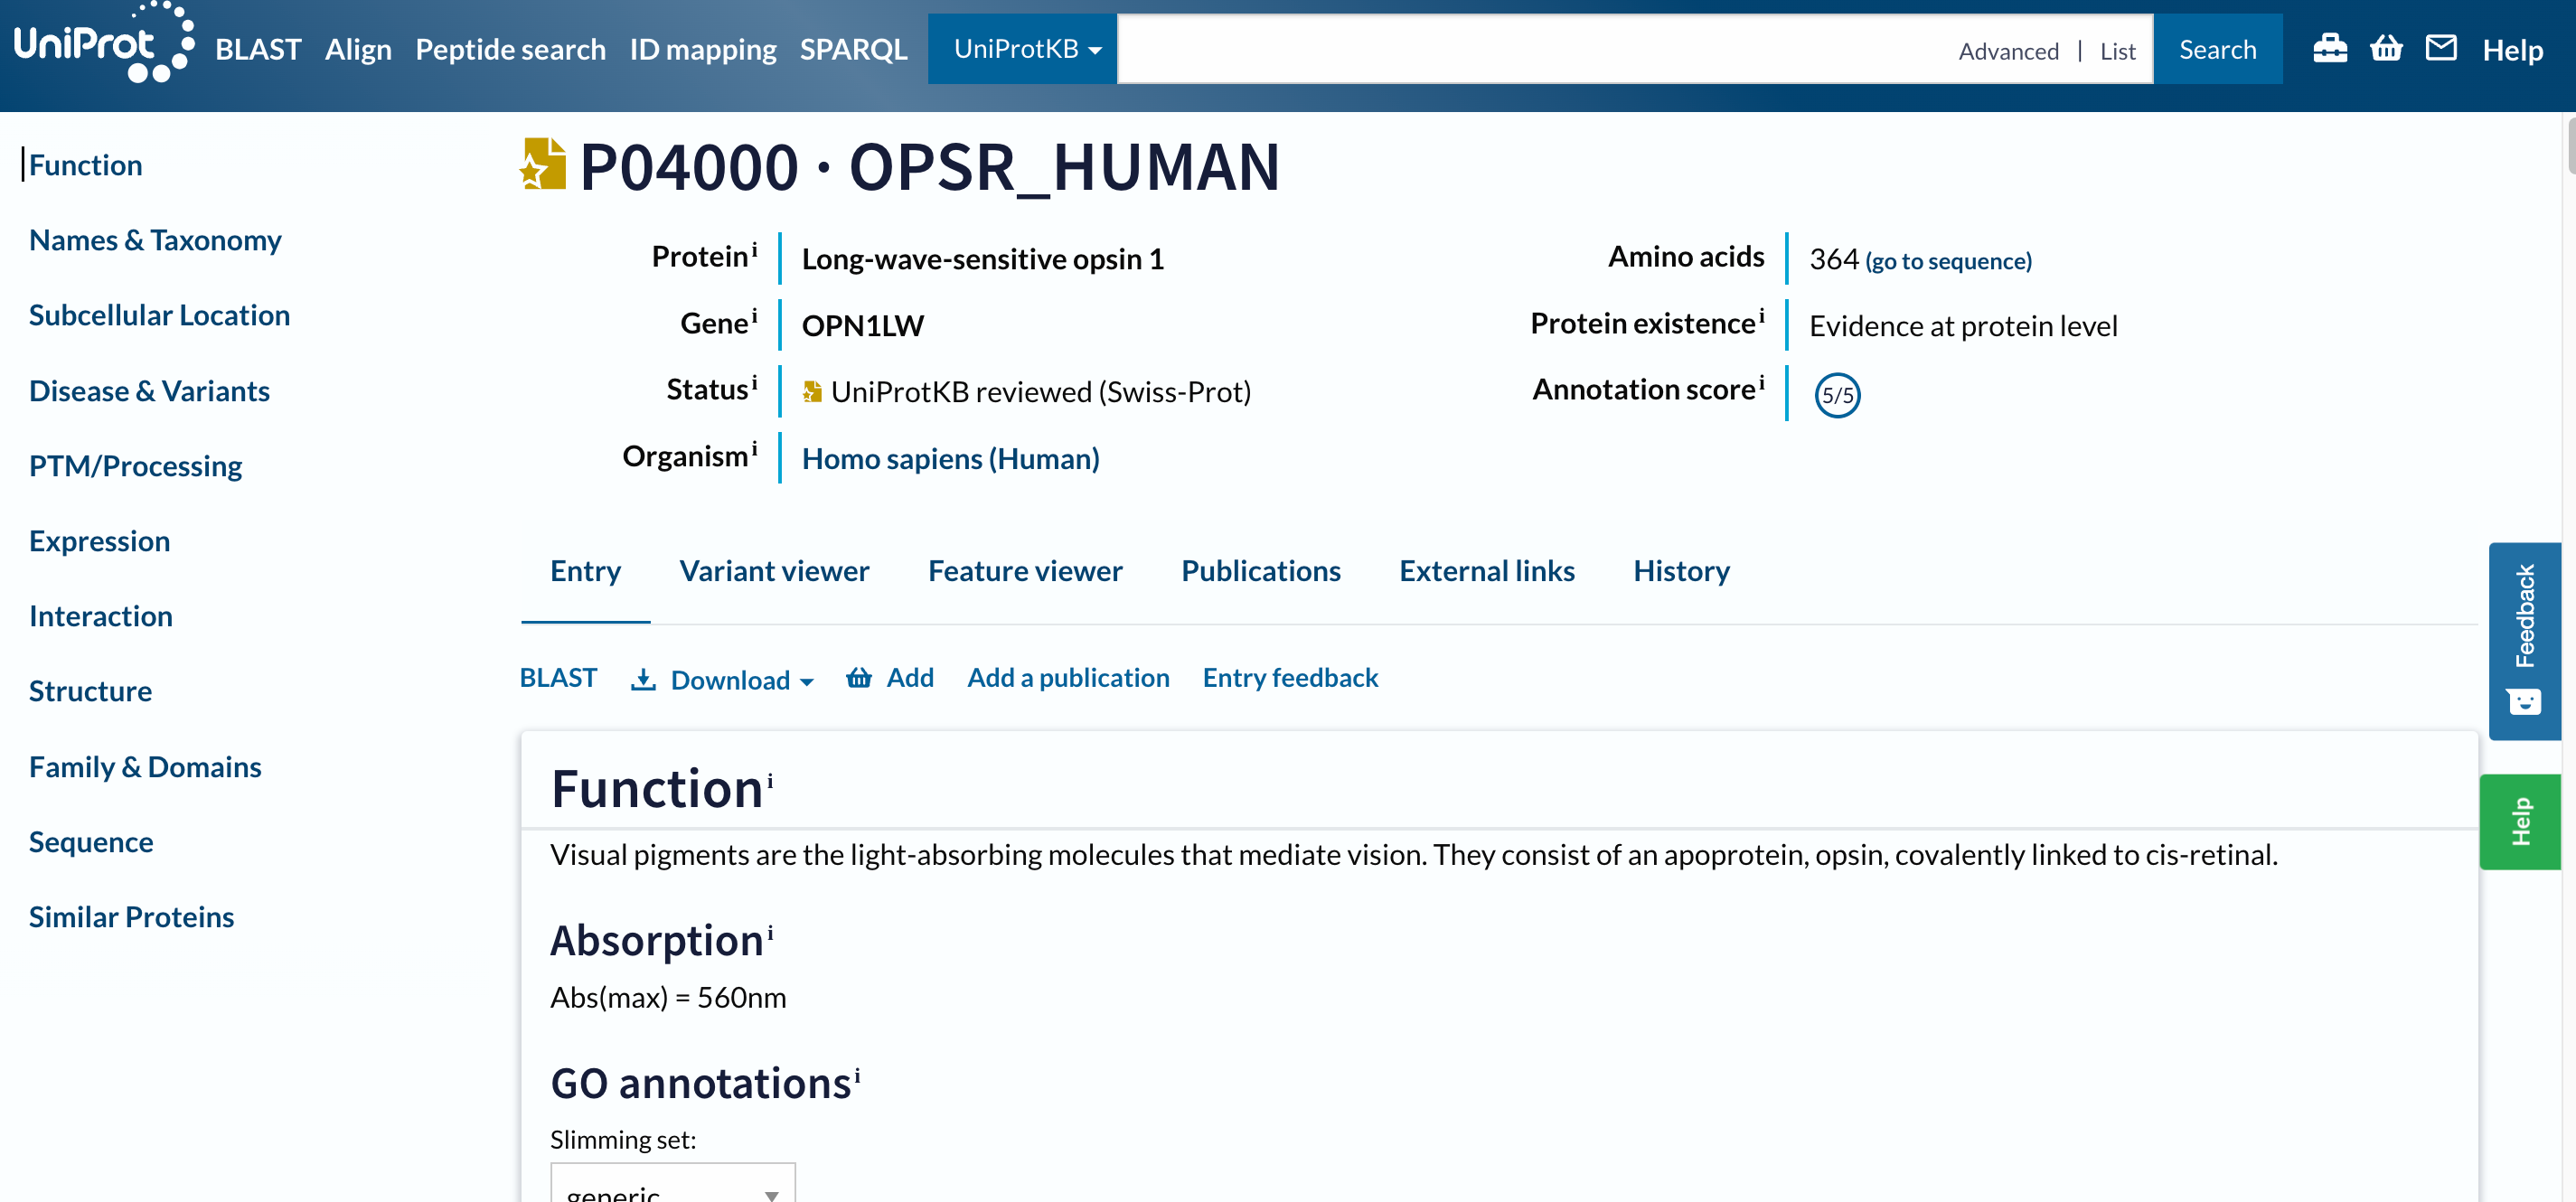 UniProt BLAST Align Peptide search ID mapping SPARQL UniProtKB Advanced | List Search Help
Function
Names & Taxonomy
Subcellular Location
Disease & Variants
PTM/Processing
Expression
Interaction
Structure
Family & Domains
Sequence
Similar Proteins
P04000 · OPSR_HUMAN
Protein i Long-wave-sensitive opsin 1
Gene i OPN1LW
Status i UniProtKB reviewed (Swiss-Prot)
Organism i Homo sapiens (Human)
Amino acids 364 (go to sequence)
Protein existence i Evidence at protein level
Annotation score i 5/5
Entry Variant viewer Feature viewer Publications External links History
BLAST Download Add Add a publication Entry feedback
Function i
Visual pigments are the light-absorbing molecules that mediate vision. They consist of an apoprotein, opsin, covalently linked to cis-retinal.
Absorption i
Abs(max) = 560nm
GO annotations i
Slimming set:
generic
Feedback
Help